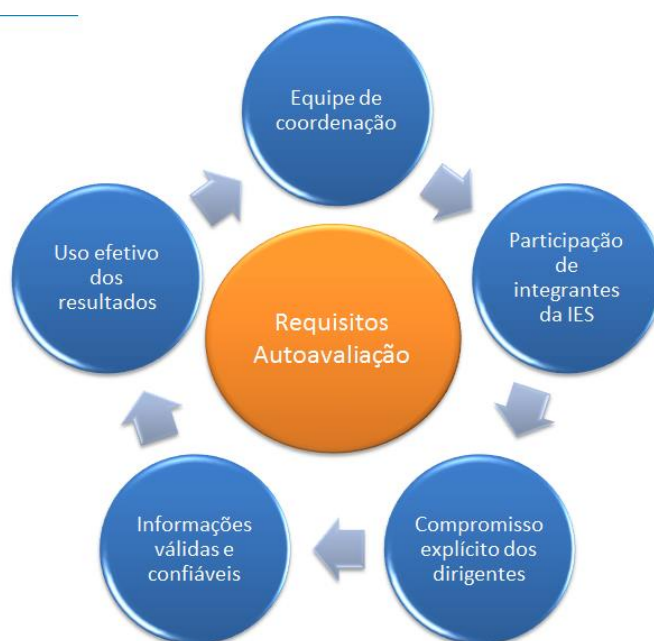 Equipe de
coordenação
Participação
de
integrantes
da IES
Compromisso
explícito dos
dirigentes
Informações
válidas e
confiáveis
Uso efetivo
dos
resultados
Requisitos
Autoavaliação